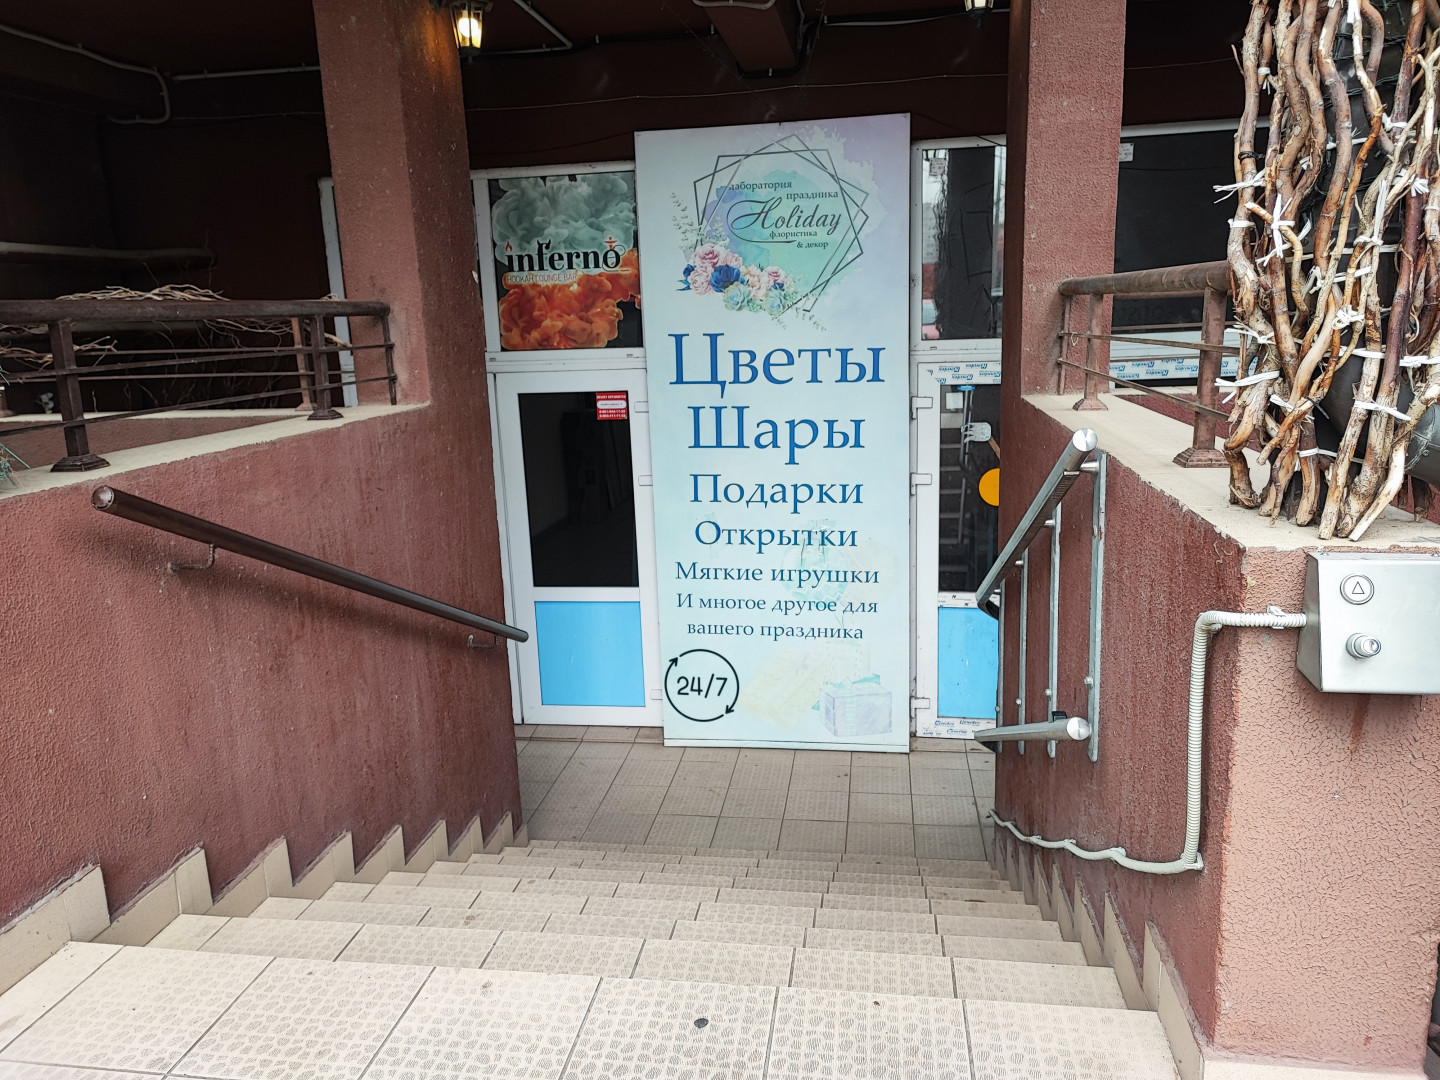 inferno
HOOKAH LOUNGE BAR
лаборатория
праздника
Holiday
флористика
& декор
Цветы
Шары
Подарки
Открытки
Мягкие игрушки
И многое другое для
вашего праздника
24/7